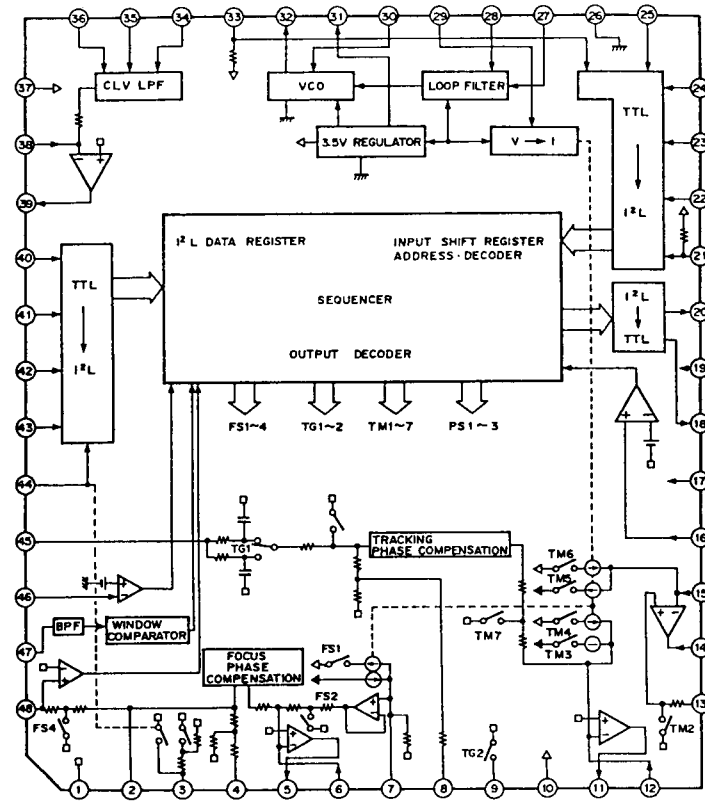 36 35 34 33 32 31 30 29 28 27 26 25
37
CLV LPF
VCO
LOOP FILTER
24
TTL
I²L
38
3.5V REGULATOR
V → I
23
39
22
I²L DATA REGISTER
INPUT SHIFT REGISTER
ADDRESS·DECODER
21
40
TTL
I²L
SEQUENCER
I²L
TTL
20
41
19
42
OUTPUT DECODER
18
43
FS1~4
TG1~2
TM1~7
PS1~3
+ -
44
17
45
TG1
TRACKING
PHASE COMPENSATION
16
TM6
TM5
46
15
47
BPF
WINDOW
COMPARATOR
TM7
TM4
TM3
14
FOCUS
PHASE
COMPENSATION
FS1
48
FS4
FS2
TG2
TM2
13
1 2 3 4 5 6 7 8 9 10 11 12